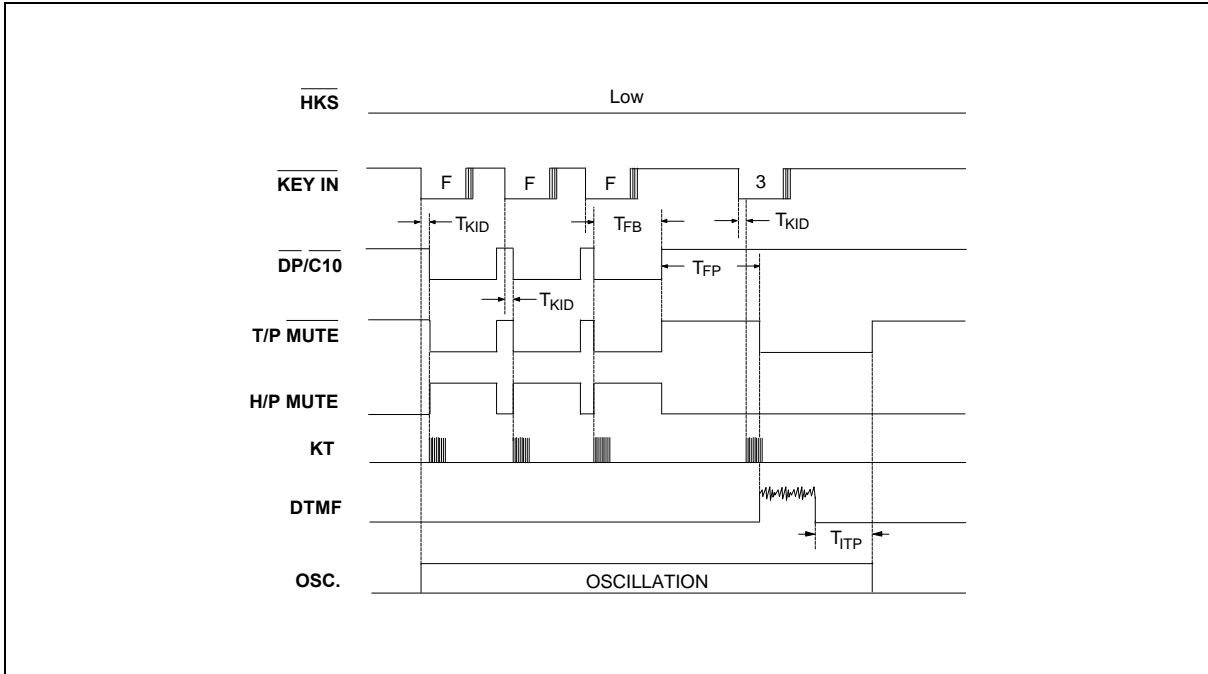 HKS
Low
KEY IN
F F F 3
TKID TFB TKID
DP/C10
TFP
TKID
T/P MUTE
H/P MUTE
KT
DTMF
TITP
OSC.
OSCILLATION